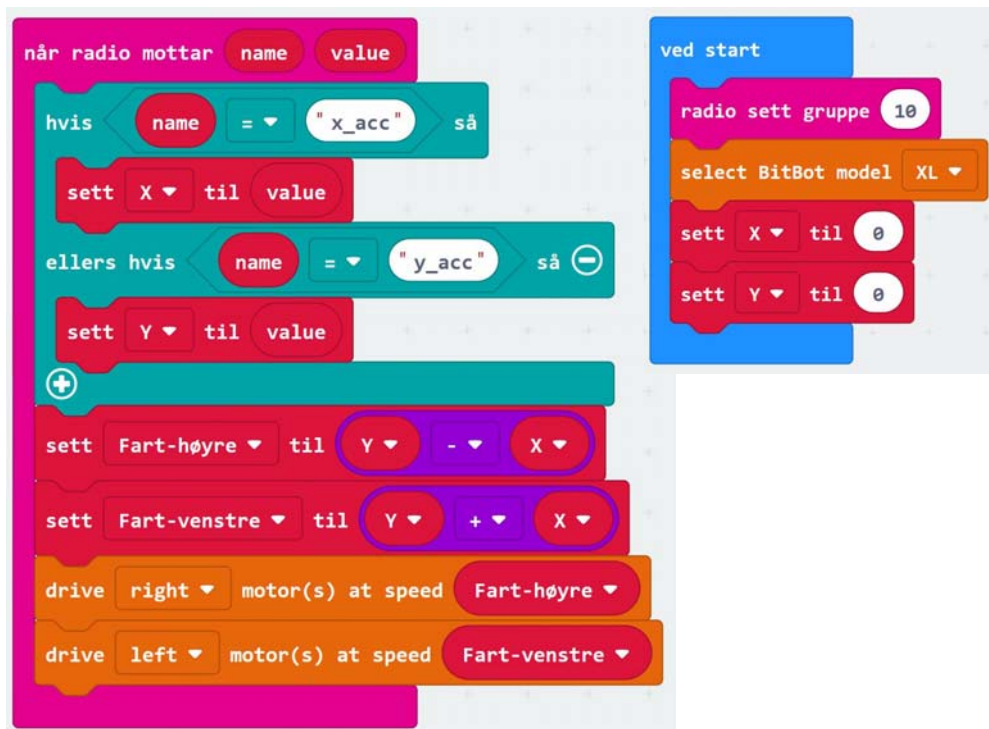 når radio mottar name value
hvis name = "x_acc" så
sett X til value
ellers hvis name = "y_acc" så
sett Y til value
sett Fart-høyre til Y - X
sett Fart-venstre til Y + X
drive right motor(s) at speed Fart-høyre
drive left motor(s) at speed Fart-venstre
ved start
radio sett gruppe 10
select BitBot model XL
sett X til 0
sett Y til 0